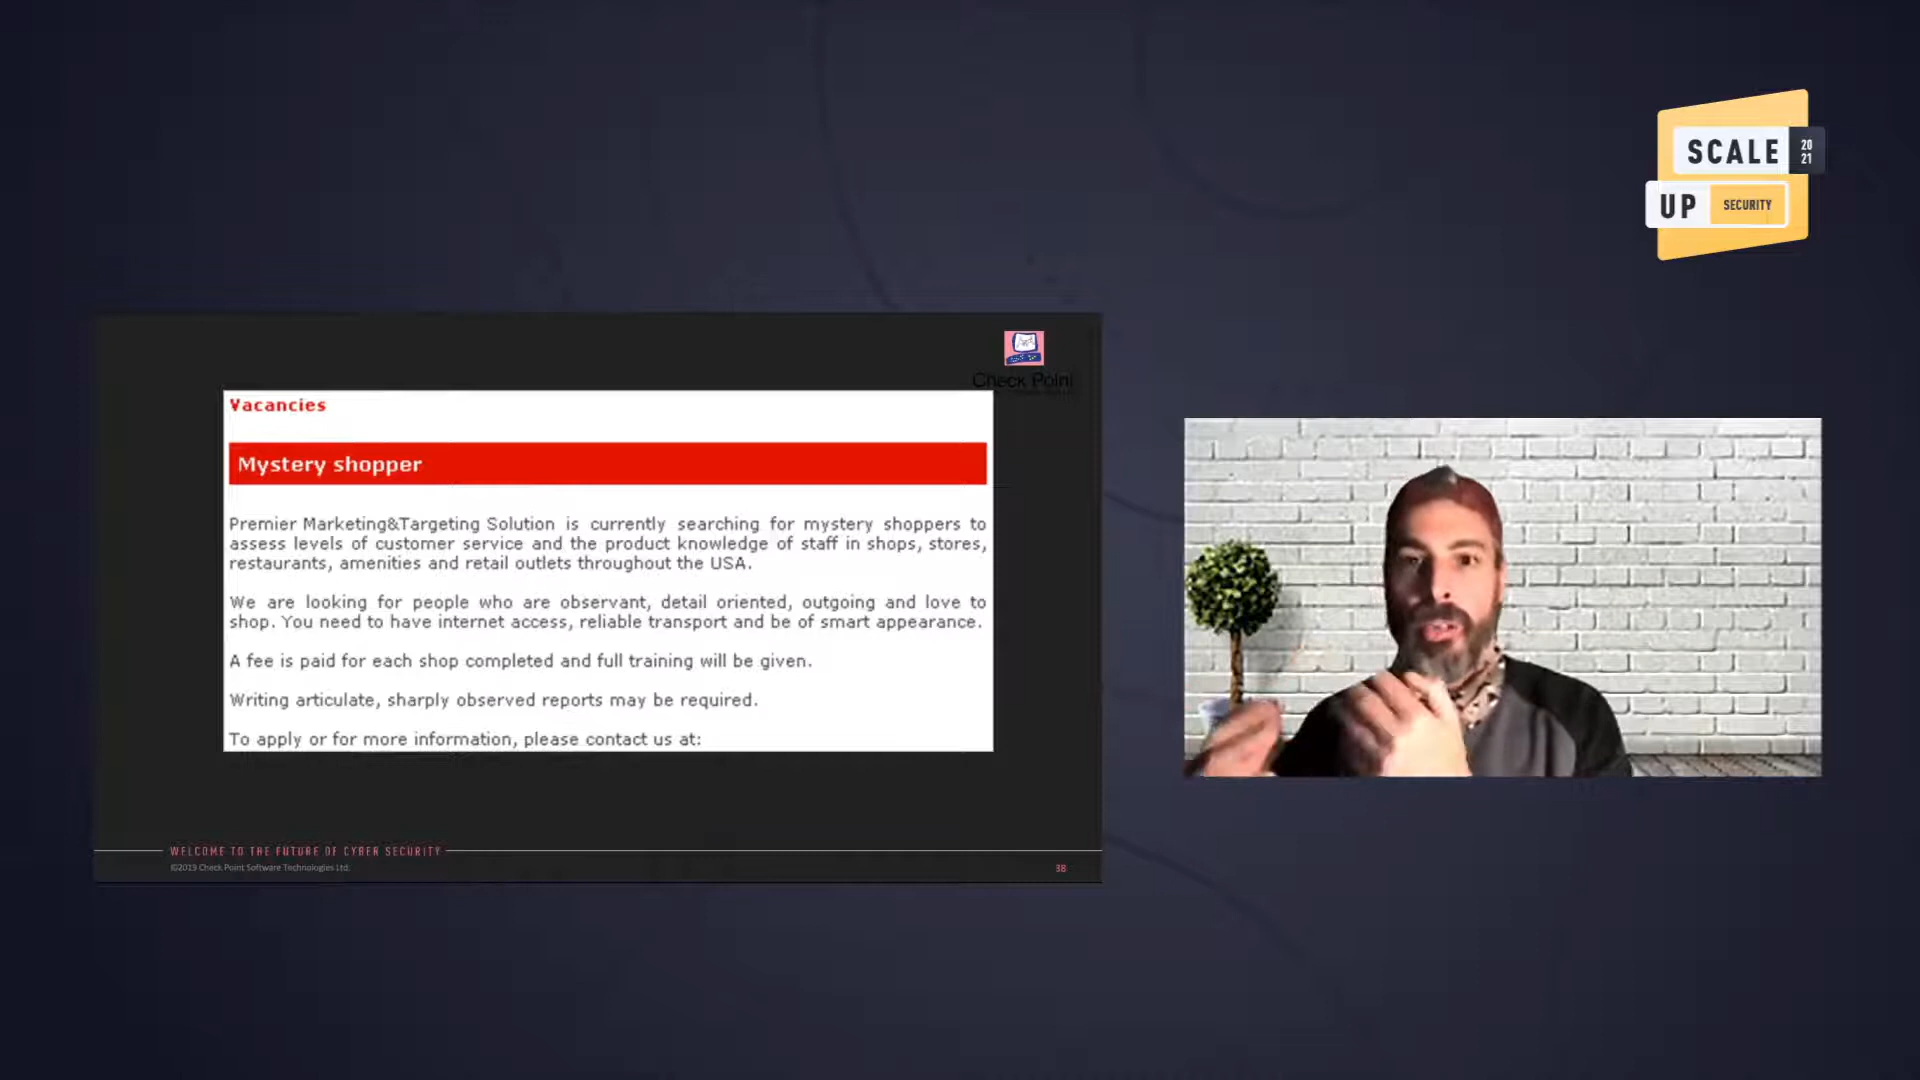 SCALE
20
21
UP
SECURITY
Check Point
Vacancies
Mystery shopper
Premier Marketing&Targeting Solution is currently searching for mystery shoppers to
assess levels of customer service and the product knowledge of staff in shops, stores,
restaurants, amenities and retail outlets throughout the USA.
We are looking for people who are observant, detail oriented, outgoing and love to
shop. You need to have internet access, reliable transport and be of smart appearance.
A fee is paid for each shop completed and full training will be given.
Writing articulate, sharply observed reports may be required.
To apply or for more information, please contact us at:
WELCOME TO THE FUTURE OF CYBER SECURITY
©2019 Check Point Software Technologies Ltd.
38